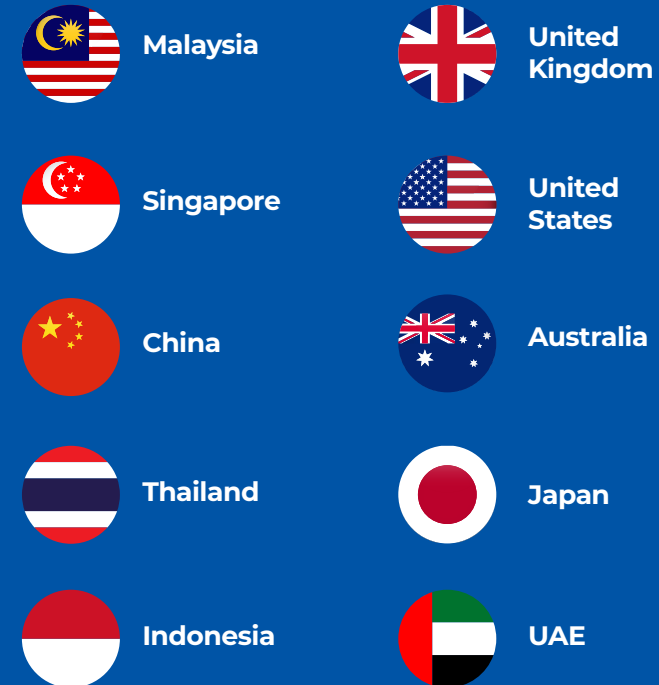 Malaysia
United
Kingdom
Singapore
United
States
China
Australia
Thailand
Japan
Indonesia
UAE